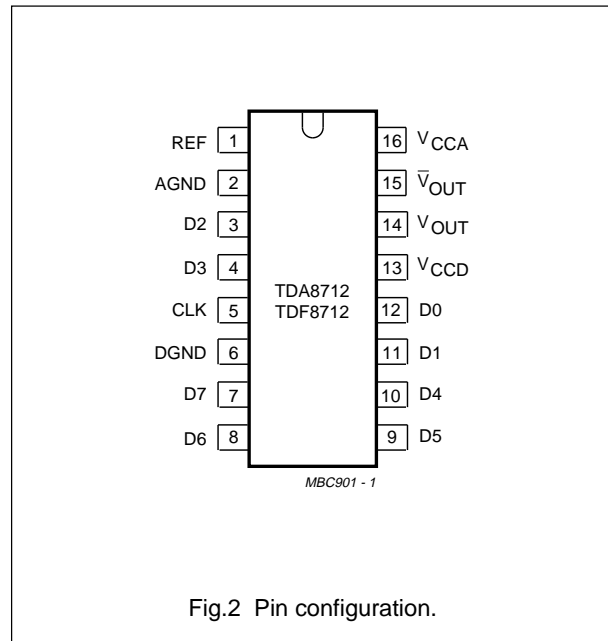 REF 1 16 VCCA
AGND 2 15 V̅OUT
D2 3 14 VOUT
D3 4 13 VCCD
TDA8712
CLK 5 TDF8712 12 D0
DGND 6 11 D1
D7 7 10 D4
D6 8 9 D5
MBC901 - 1
Fig.2 Pin configuration.